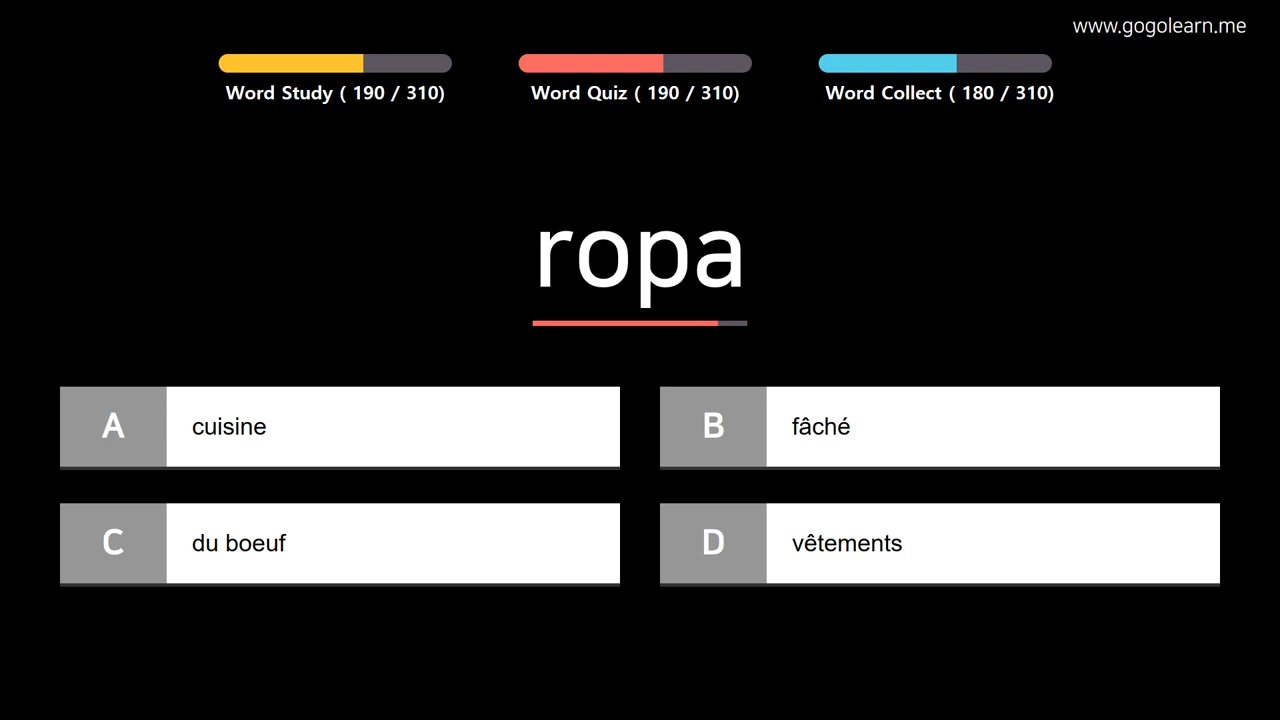 www.gogolearn.me
Word Study ( 190 / 310)
Word Quiz ( 190 / 310)
Word Collect ( 180 / 310)
ropa
A
cuisine
B
fâché
C
du boeuf
D
vêtements